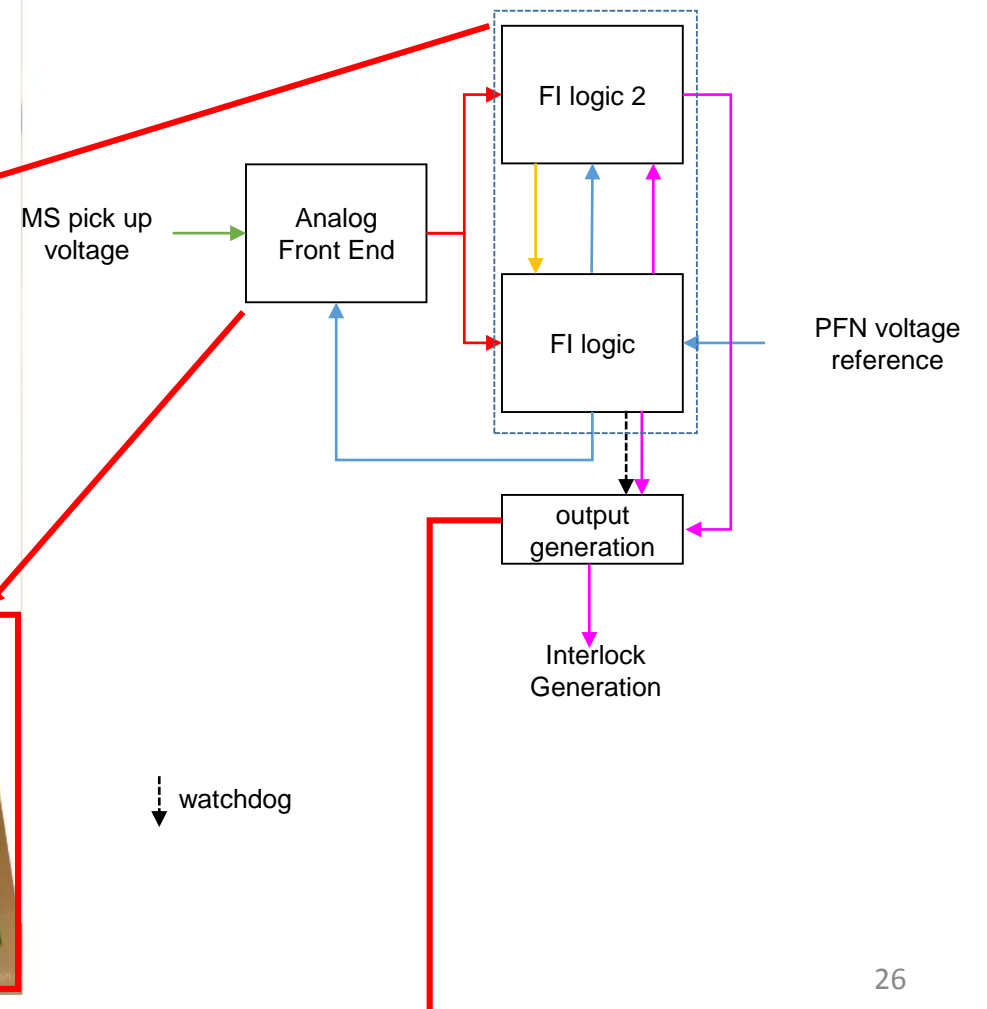 FI logic 2
MS pick up
voltage
Analog
Front End
FI logic
PFN voltage
reference
output
generation
Interlock
Generation
watchdog
26